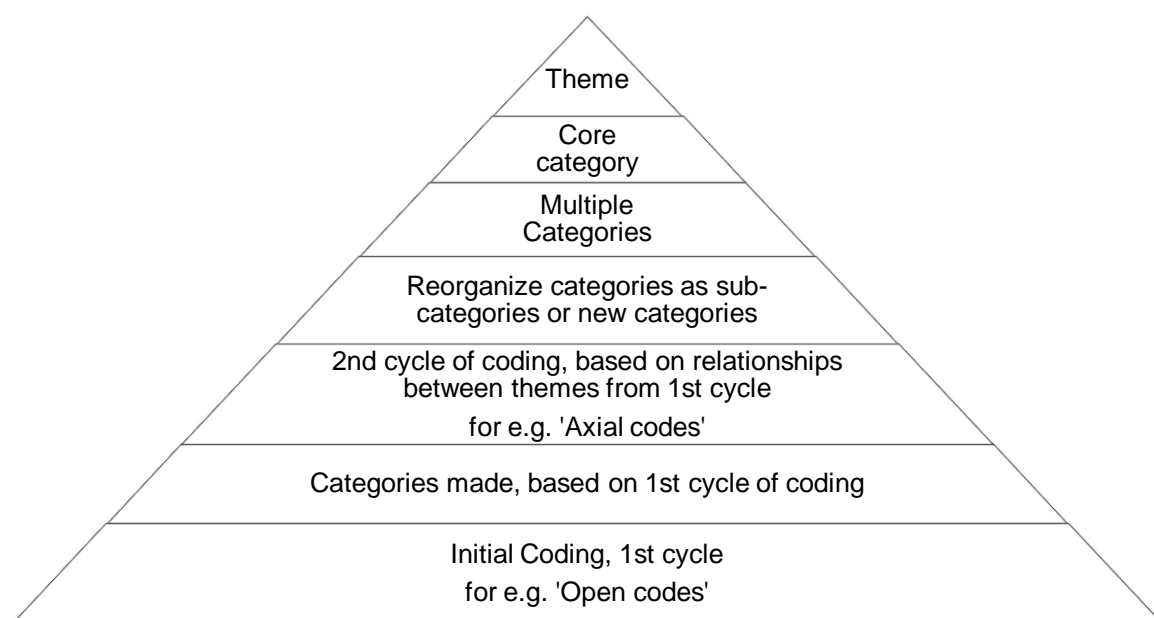 Theme
Core
category
Multiple
Categories
Reorganize categories as sub-
categories or new categories
2nd cycle of coding, based on relationships
between themes from 1st cycle
for e.g. 'Axial codes'
Categories made, based on 1st cycle of coding
Initial Coding, 1st cycle
for e.g. 'Open codes'